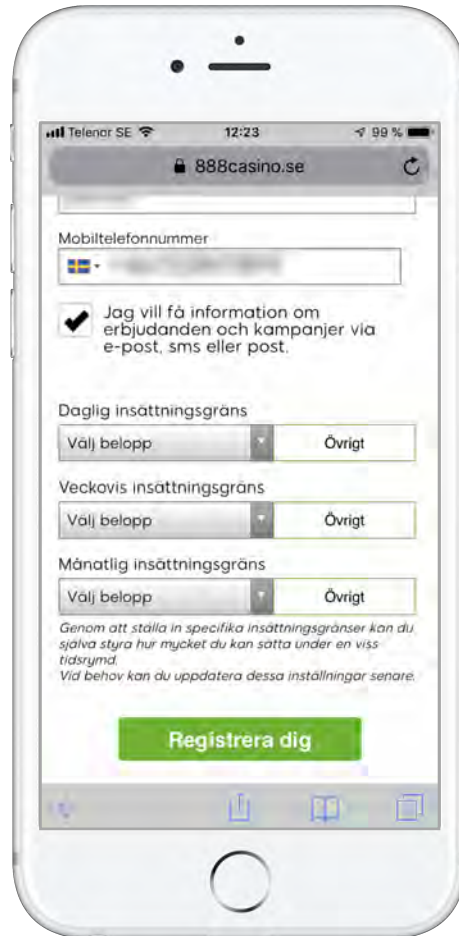 Telenor SE 12:23 99 %
888casino.se
Mobiltelefonnummer
Jag vill få information om
erbjudanden och kampanjer via
e-post, sms eller post.
Daglig insättningsgräns
Välj belopp Övrigt
Veckovis insättningsgräns
Välj belopp Övrigt
Månatlig insättningsgräns
Välj belopp Övrigt
Genom att ställa in specifika insättningsgränser kan du
själva styra hur mycket du kan sätta under en viss
tidsrymd.
Vid behov kan du uppdatera dessa inställningar senare.
Registrera dig